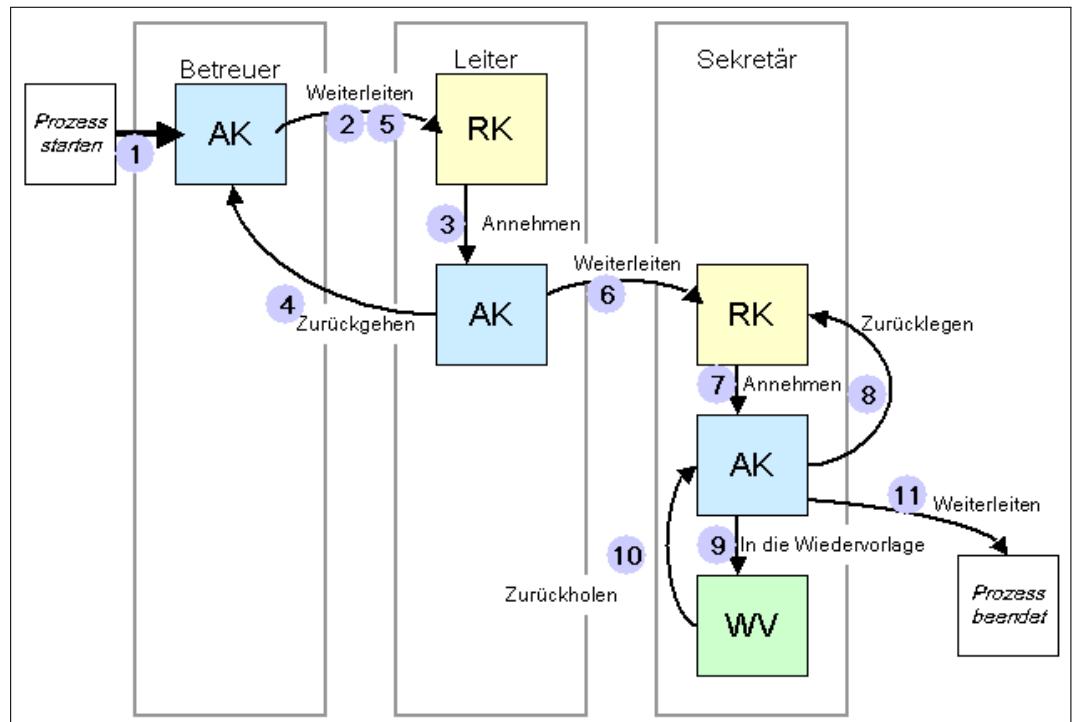 Betreuer
Leiter
Sekretär
Prozess
starten
1
AK
Weiterleiten
2 5
RK
3 Annehmen
4
Zurückgehen
AK
Weiterleiten
6
RK
Zurücklegen
7 Annehmen
8
AK
11 Weiterleiten
9 In die Wiedervorlage
10
Zurückholen
WV
Prozess
beendet